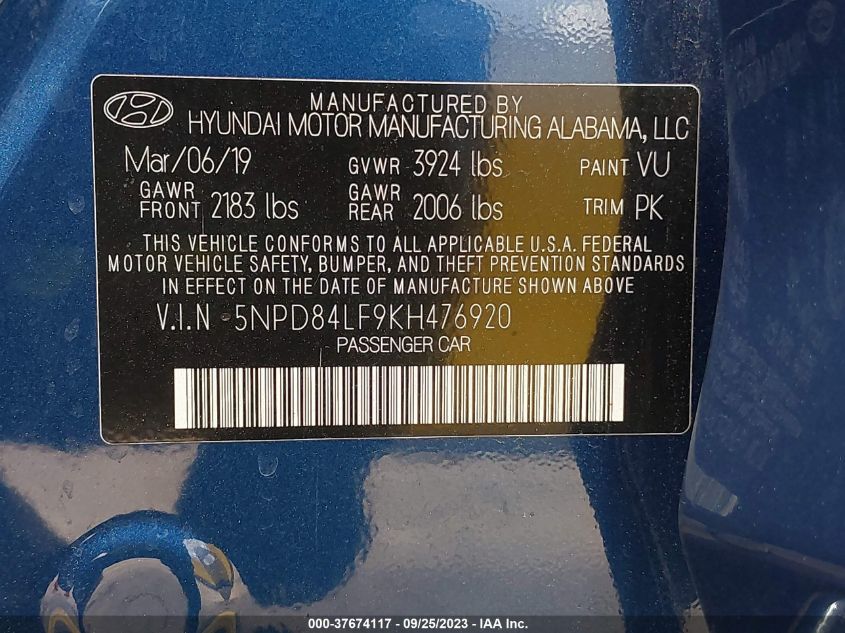 MANUFACTURED BY
HYUNDAI MOTOR MANUFACTURING ALABAMA, LLC
Mar/06/19 GVWR 3924 lbs PAINT VU
GAWR FRONT 2183 lbs GAWR REAR 2006 lbs TRIM PK
THIS VEHICLE CONFORMS TO ALL APPLICABLE U.S.A. FEDERAL
MOTOR VEHICLE SAFETY, BUMPER, AND THEFT PREVENTION STANDARDS
IN EFFECT ON THE DATE OF MANUFACTURE SHOWN ABOVE
V.I.N 5NPD84LF9KH476920
PASSENGER CAR
000-37674117 - 09/25/2023 - IAA Inc.